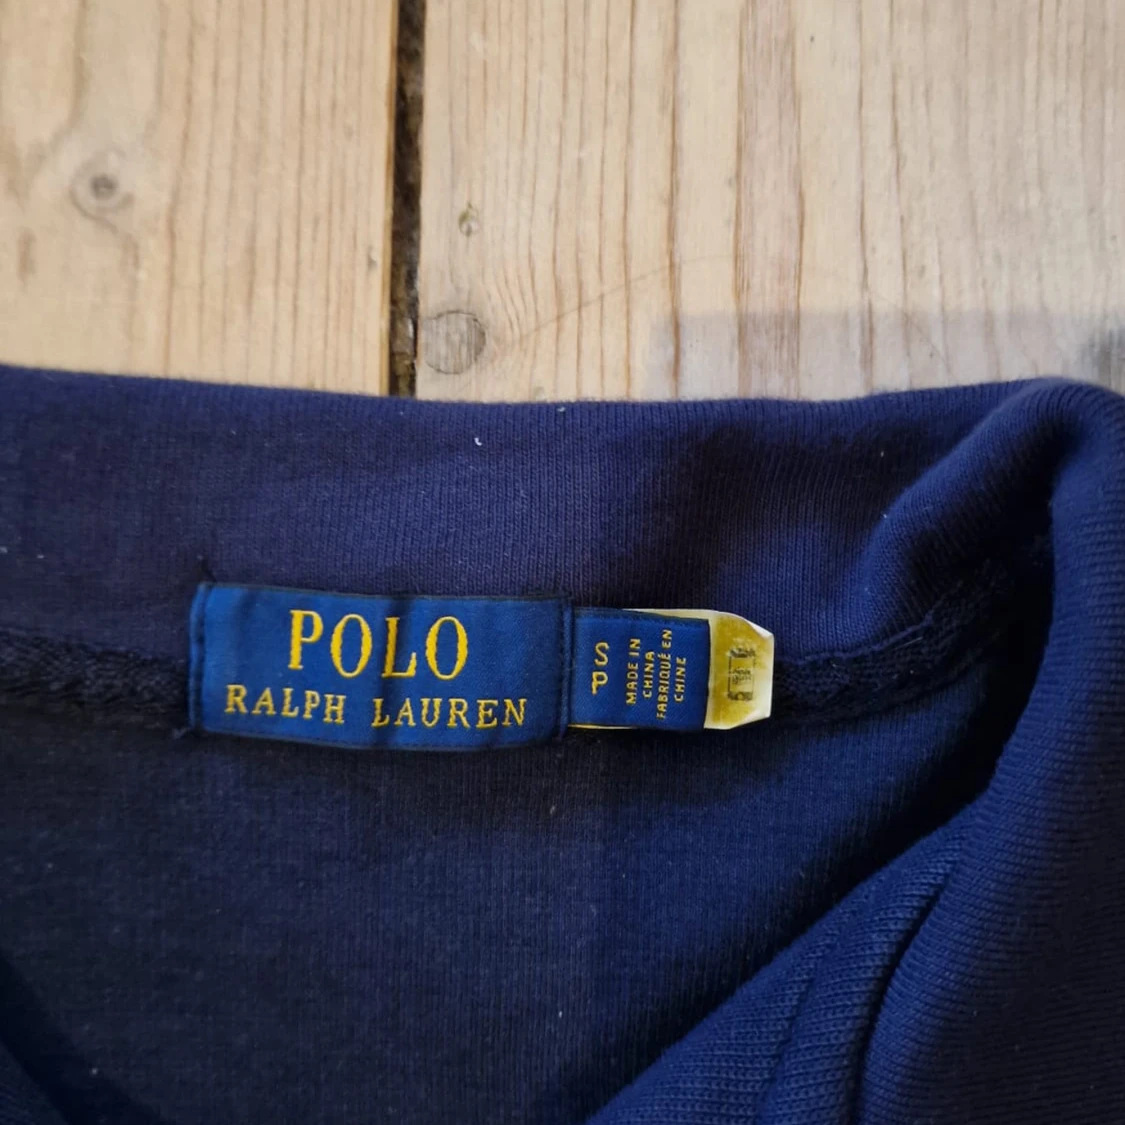 POLO
RALPH LAUREN
S
P
MADE IN
CHINA
FABRIQUÉ EN
CHINE